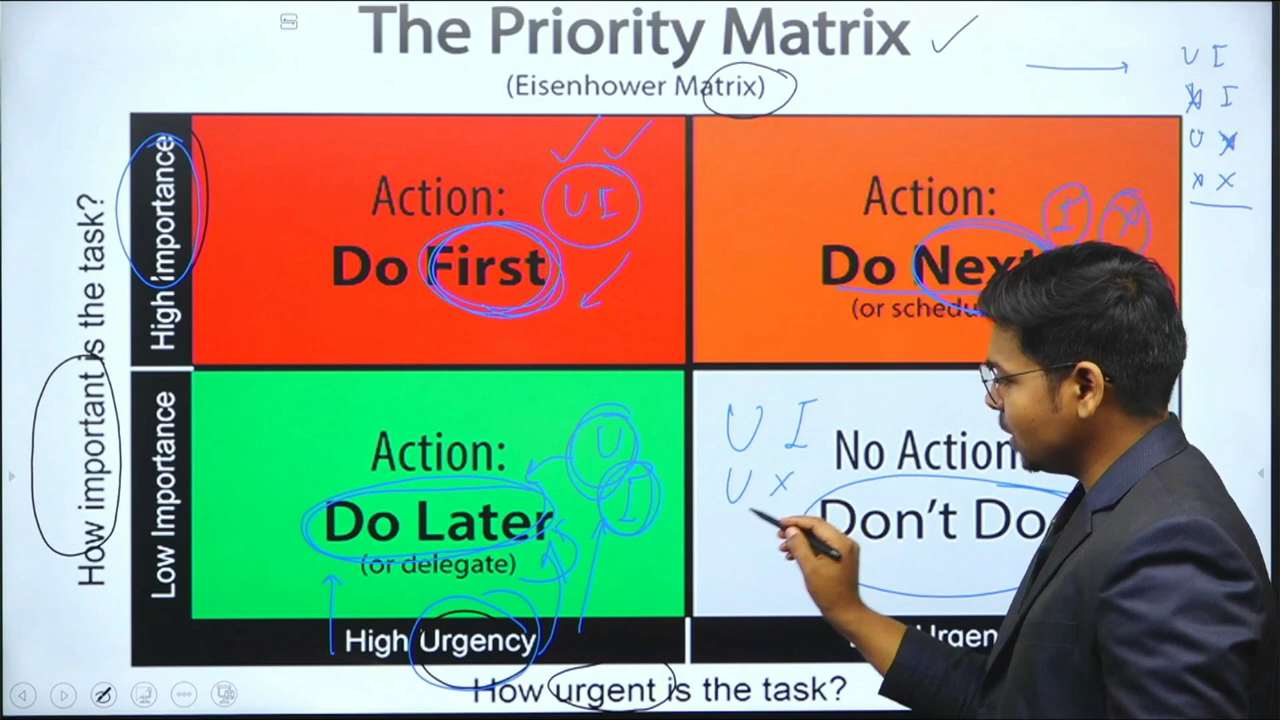 The Priority Matrix
(Eisenhower Matrix)
U I
I
U
X
How important is the task?
High importance
Action:
U I
Do First
Action:
I
Do Next
(or schedu
Low Importance
Action:
U
I
Do Later
(or delegate)
U I
U X
No Action
Don't Do
High Urgency
Urgen
How urgent is the task?